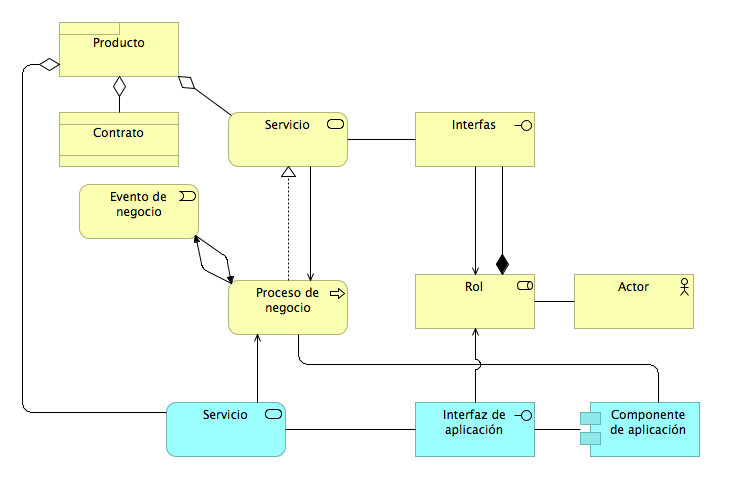 Producto
Contrato
Servicio
Interfas
Evento de
negocio
Proceso de
negocio
Rol
Actor
Servicio
Interfaz de
aplicación
Componente
de aplicación